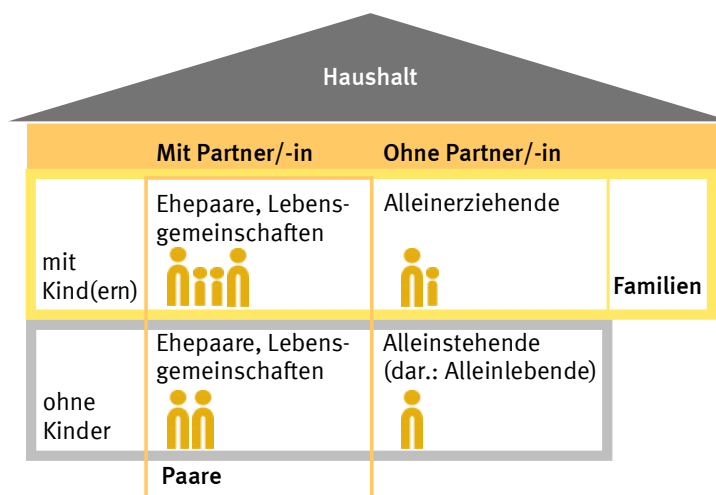 Haushalt
Mit Partner/-in
Ohne Partner/-in
mit
Kind(ern)
Ehepaare, Lebens-
gemeinschaften
Alleinerziehende
Familien
ohne
Kinder
Ehepaare, Lebens-
gemeinschaften
Alleinstehende
(dar.: Alleinlebende)
Paare